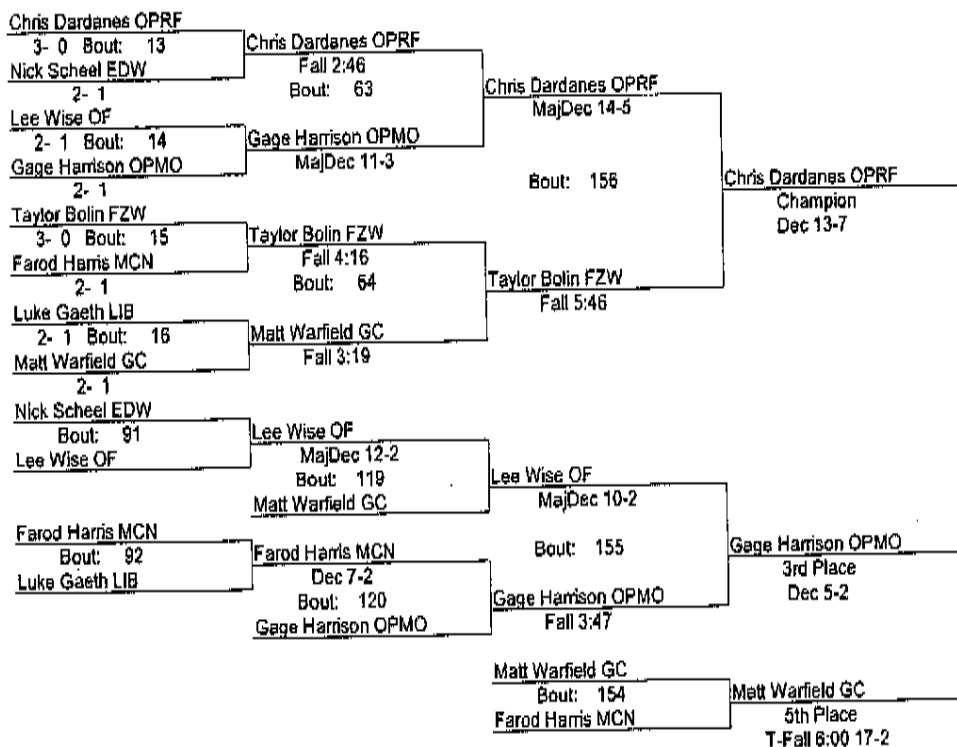 Chris Dardanes OPRF
3- 0 Bout: 13
Nick Scheel EDW
2- 1
Lee Wise OF
2- 1 Bout: 14
Gage Harrison OPMO
2- 1
Taylor Bolin FZW
3- 0 Bout: 15
Farod Harris MCN
2- 1
Luke Gaeth LIB
2- 1 Bout: 16
Matt Warfield GC
2- 1
Chris Dardanes OPRF
Fall 2:46
Bout: 63
Gage Harrison OPMO
MajDec 11-3
Taylor Bolin FZW
Fall 4:16
Bout: 64
Matt Warfield GC
Fall 3:19
Chris Dardanes OPRF
MajDec 14-5
Bout: 156
Taylor Bolin FZW
Fall 5:46
Chris Dardanes OPRF
Champion
Dec 13-7
Nick Scheel EDW
Bout: 91
Lee Wise OF
Farod Harris MCN
Bout: 92
Luke Gaeth LIB
Lee Wise OF
MajDec 12-2
Bout: 119
Matt Warfield GC
Farod Harris MCN
Dec 7-2
Bout: 120
Gage Harrison OPMO
Lee Wise OF
MajDec 10-2
Bout: 155
Gage Harrison OPMO
Fall 3:47
Gage Harrison OPMO
3rd Place
Dec 5-2
Matt Warfield GC
Bout: 154
Farod Harris MCN
Matt Warfield GC
5th Place
T-Fall 6:00 17-2